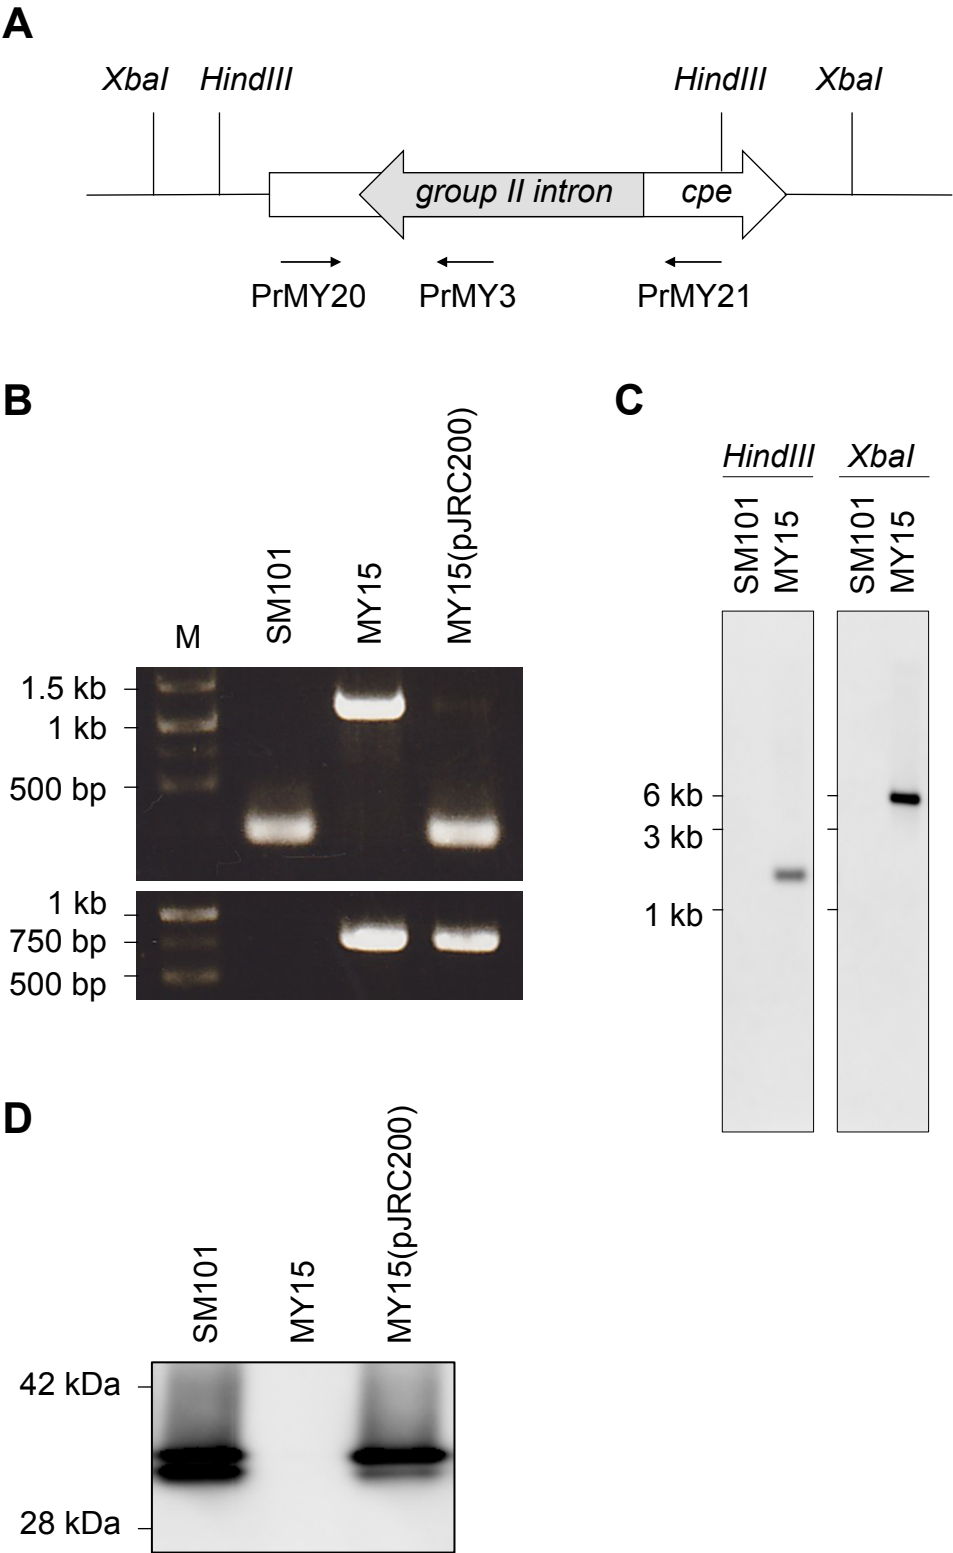 A
XbaI HindIII HindIII XbaI
group II intron cpe
PrMY20 PrMY3 PrMY21
B
M SM101 MY15 MY15(pJRC200)
1.5 kb
1 kb
500 bp
1 kb
750 bp
500 bp
C
HindIII XbaI
SM101 MY15 SM101 MY15
6 kb
3 kb
1 kb
D
SM101 MY15 MY15(pJRC200)
42 kDa
28 kDa